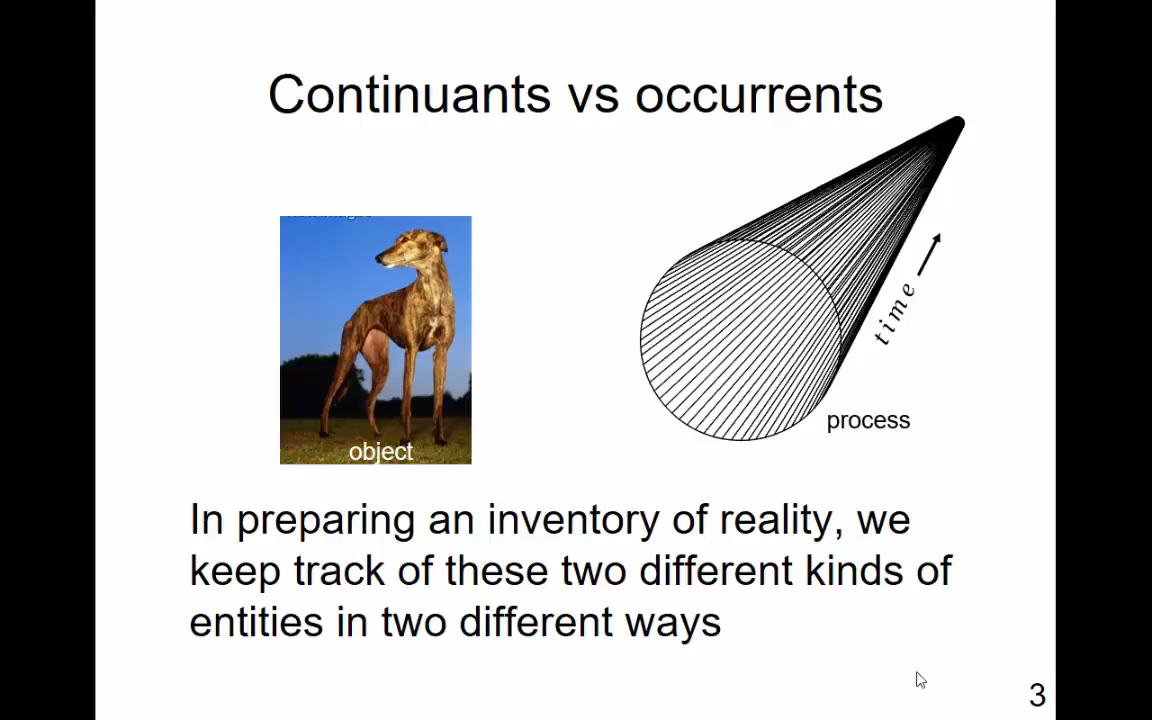 Continuants vs occurrents
time
process
object
In preparing an inventory of reality, we
keep track of these two different kinds of
entities in two different ways
3